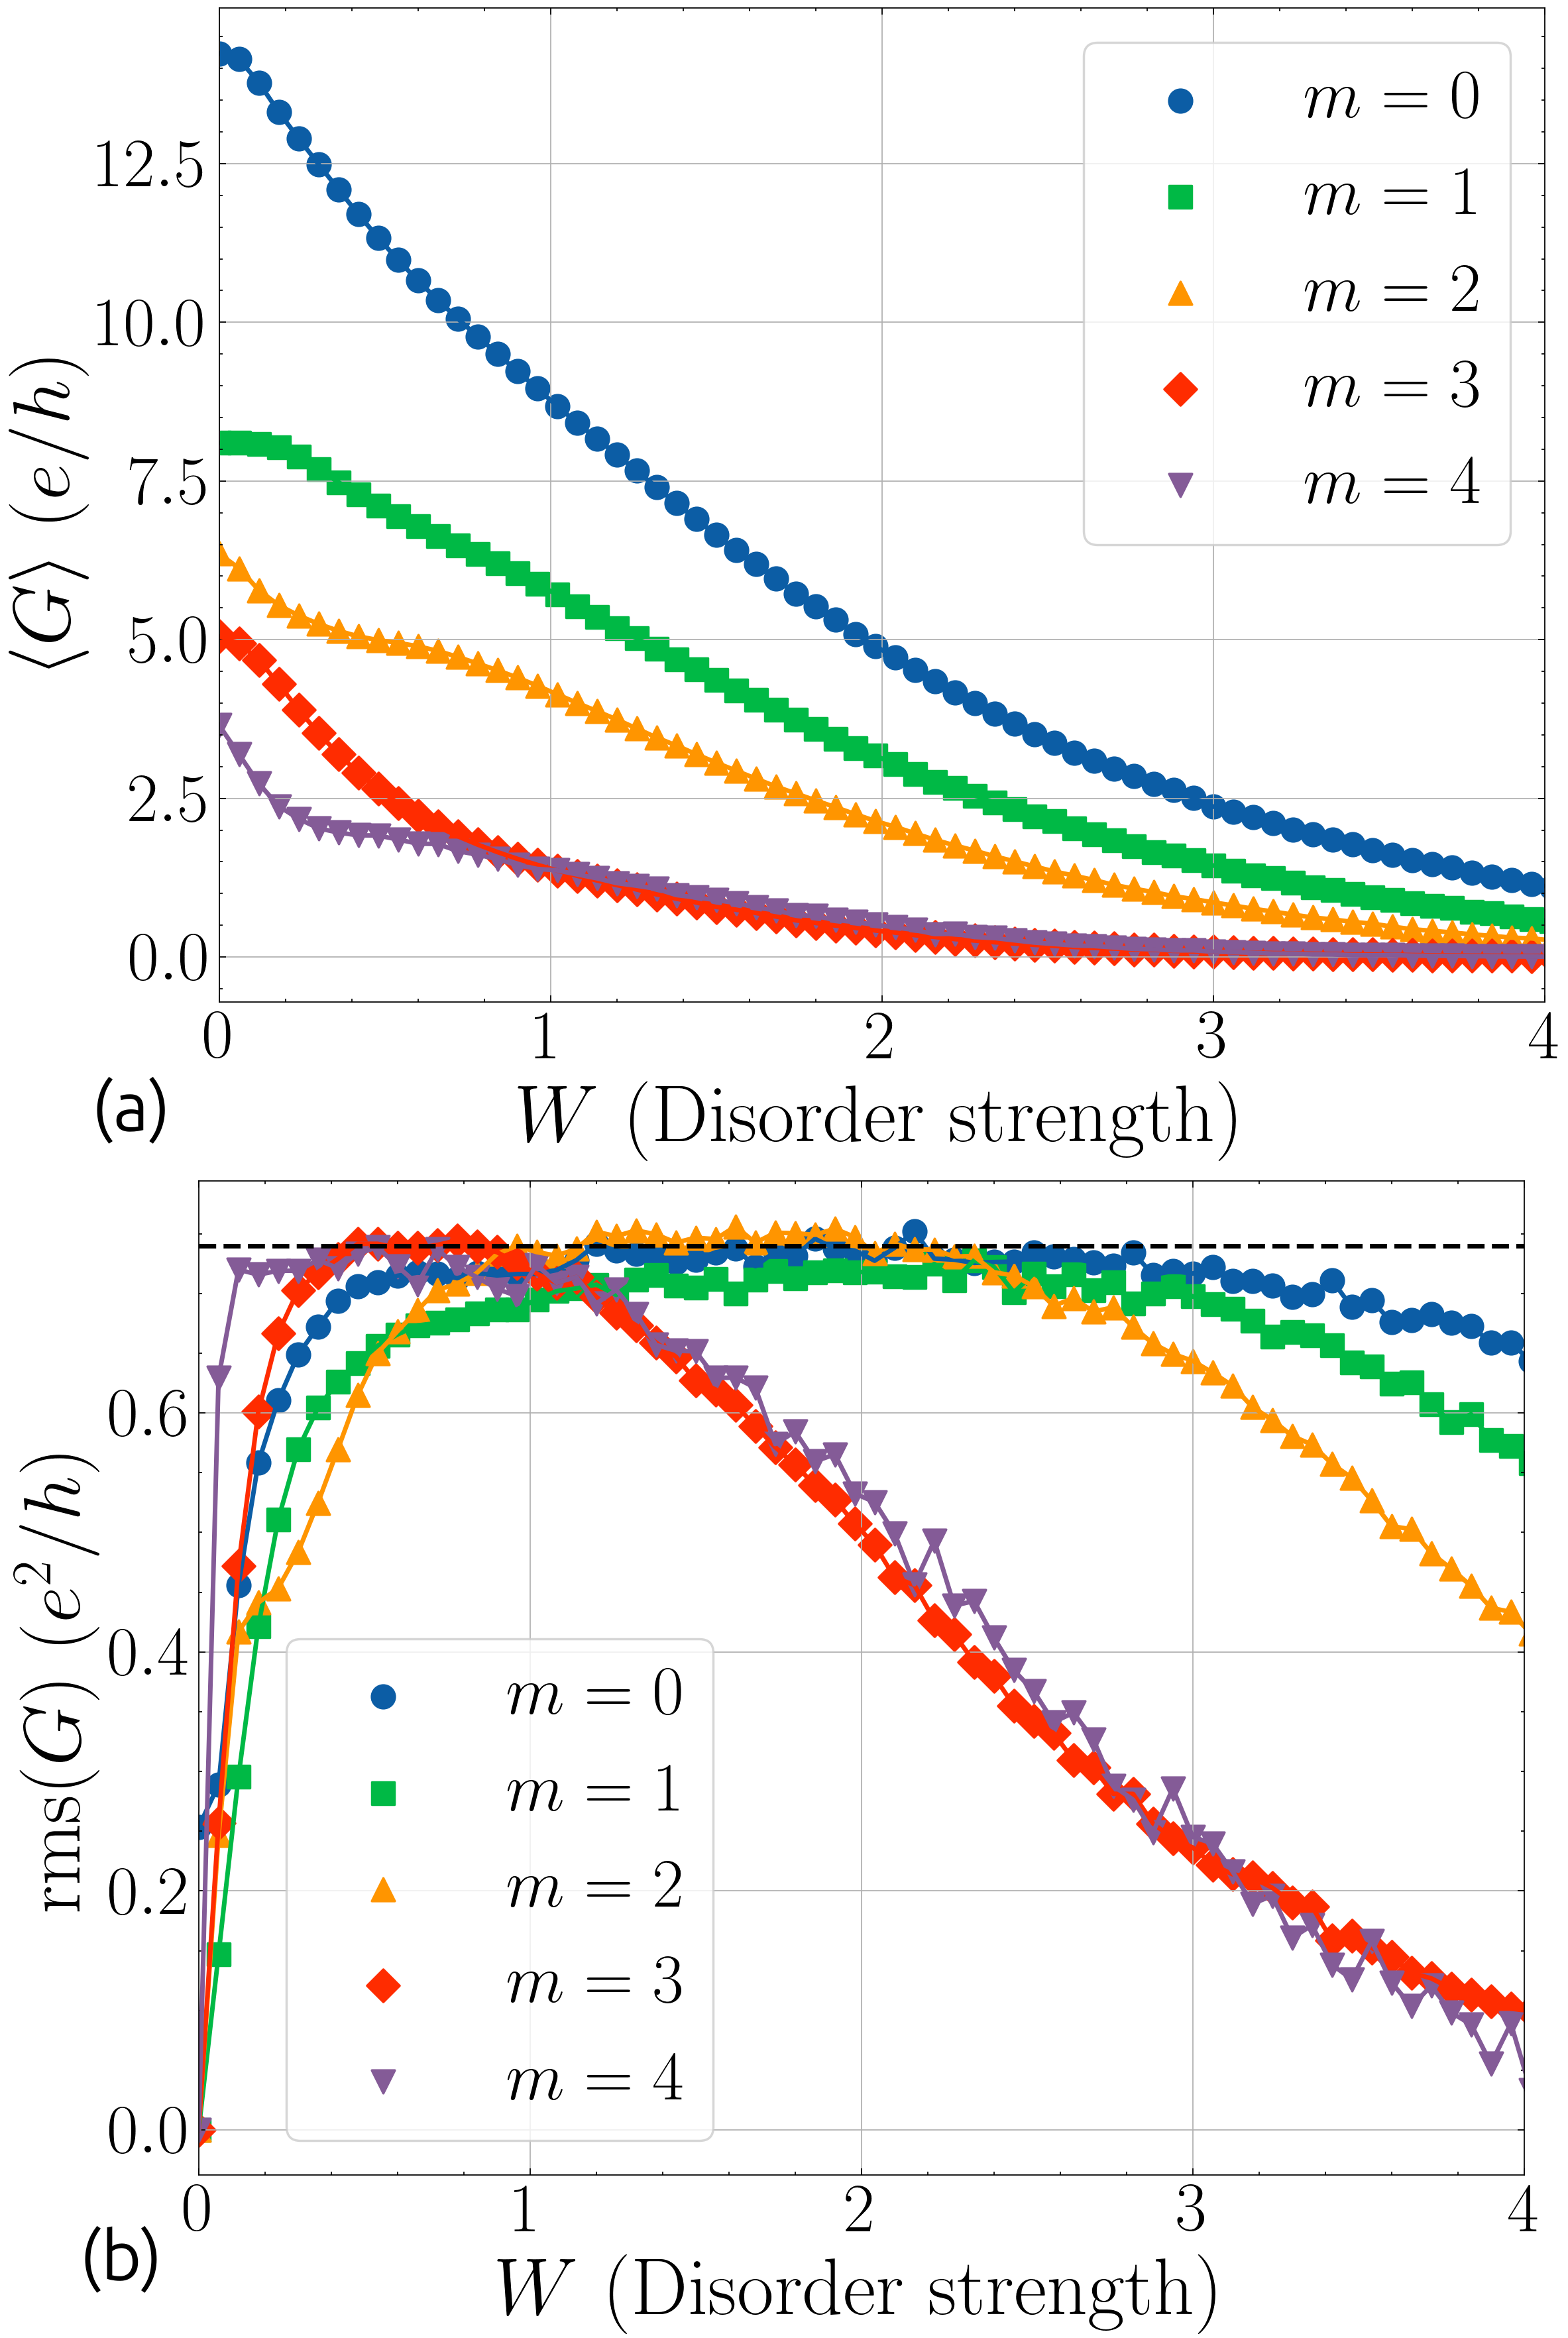 12.5
10.0
7.5
5.0
2.5
0.0
⟨G⟩ (e/h)
m = 0
m = 1
m = 2
m = 3
m = 4
0 1 2 3 4
W (Disorder strength)
(a)
0.6
0.4
0.2
0.0
rms(G) (e²/h)
m = 0
m = 1
m = 2
m = 3
m = 4
0 1 2 3 4
W (Disorder strength)
(b)